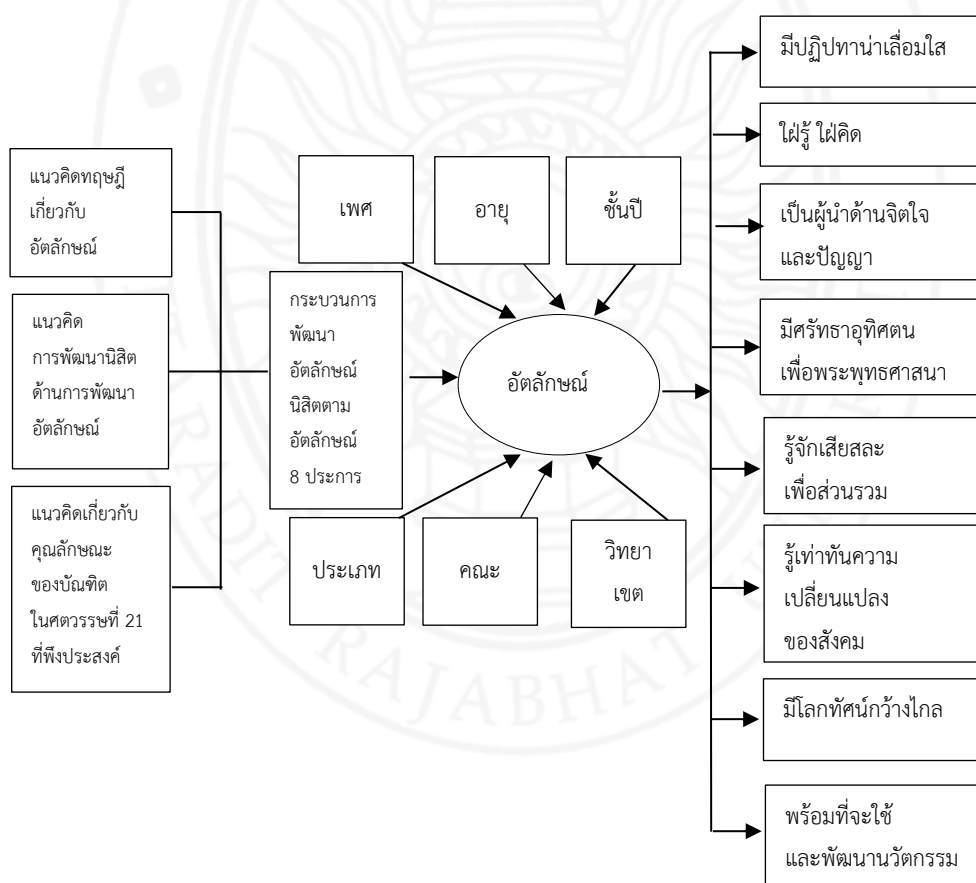 แนวคิดทฤษฎี
เกี่ยวกับ
อัตลักษณ์
แนวคิด
การพัฒนานิสิต
ด้านการพัฒนา
อัตลักษณ์
แนวคิดเกี่ยวกับ
คุณลักษณะ
ของบัณฑิต
ในศตวรรษที่ 21
ที่พึงประสงค์
กระบวนการ
พัฒนา
อัตลักษณ์
นิสิตตาม
อัตลักษณ์
8 ประการ
เพศ
อายุ
ชั้นปี
อัตลักษณ์
ประเภท
คณะ
วิทยา
เขต
มีปฏิปทาน่าเลื่อมใส
ใฝ่รู้ ใฝ่คิด
เป็นผู้นำด้านจิตใจ
และปัญญา
มีศรัทธาอุทิศตน
เพื่อพระพุทธศาสนา
รู้จักเสียสละ
เพื่อส่วนรวม
รู้เท่าทันความ
เปลี่ยนแปลง
ของสังคม
มีโลกทัศน์กว้างไกล
พร้อมที่จะใช้
และพัฒนานวัตกรรม
RAJABHAT